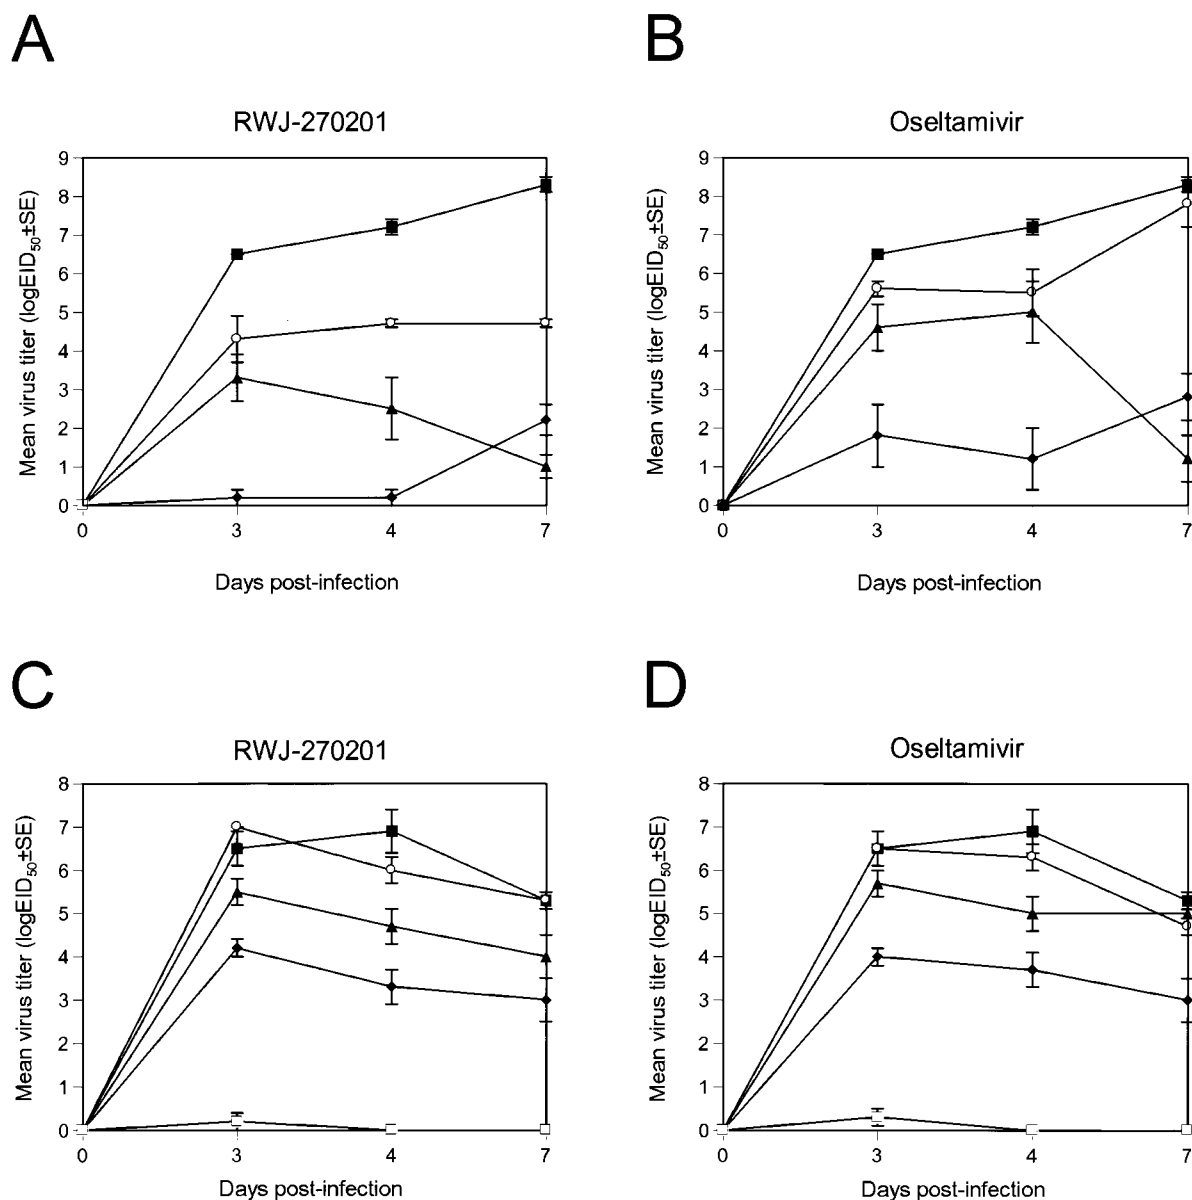 A
B
RWJ-270201
Oseltamivir
Mean virus titer (logEID50±SE)
9
8
7
6
5
4
3
2
1
0
0 3 4 7
Days post-infection
Mean virus titer (logEID50±SE)
9
8
7
6
5
4
3
2
1
0
0 3 4 7
Days post-infection
C
D
RWJ-270201
Oseltamivir
Mean virus titer (logEID50±SE)
8
7
6
5
4
3
2
1
0
0 3 4 7
Days post-infection
Mean virus titer (logEID50±SE)
8
7
6
5
4
3
2
1
0
0 3 4 7
Days post-infection